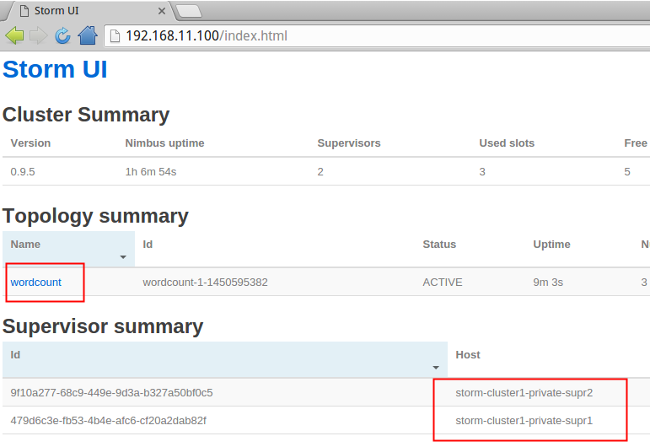 Storm UI
192.168.11.100/index.html
Storm UI
Cluster Summary
Version Nimbus uptime Supervisors Used slots Free
0.9.5 1h 6m 54s 2 3 5
Topology summary
Name Id Status Uptime
wordcount wordcount-1-1450595382 ACTIVE 9m 3s 3
Supervisor summary
Id Host
9f10a277-68c9-449e-9d3a-b327a50bf0c5 storm-cluster1-private-supr2
479d6c3e-fb53-4b4e-afc6-cf20a2dab82f storm-cluster1-private-supr1